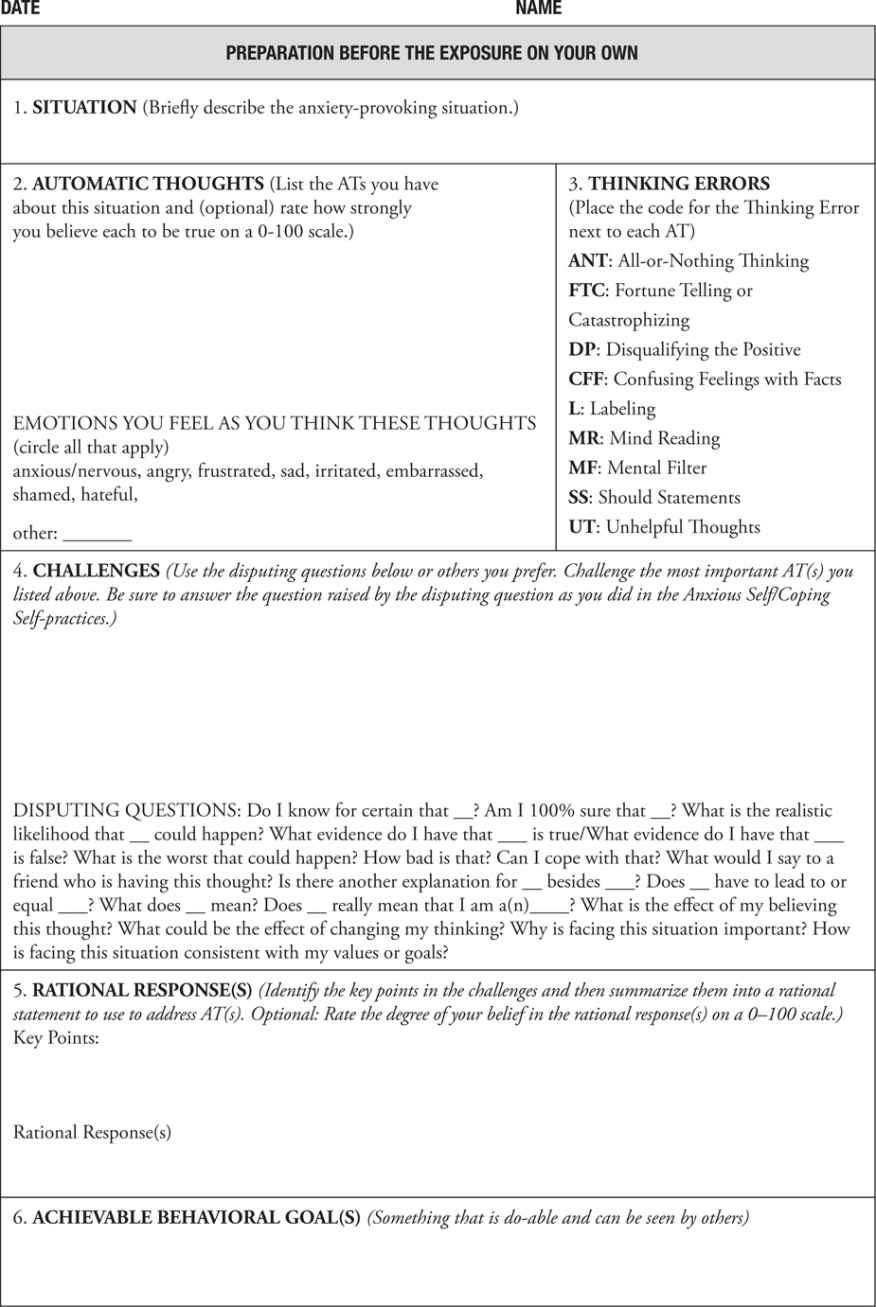 DATE NAME
PREPARATION BEFORE THE EXPOSURE ON YOUR OWN
1. SITUATION (Briefly describe the anxiety-provoking situation.)
2. AUTOMATIC THOUGHTS (List the ATs you have
about this situation and (optional) rate how strongly
you believe each to be true on a 0-100 scale.)
EMOTIONS YOU FEEL AS YOU THINK THESE THOUGHTS
(circle all that apply)
anxious/nervous, angry, frustrated, sad, irritated, embarrassed,
shamed, hateful,
other: _______
3. THINKING ERRORS
(Place the code for the Thinking Error
next to each AT)
ANT: All-or-Nothing Thinking
FTC: Fortune Telling or
Catastrophizing
DP: Disqualifying the Positive
CFF: Confusing Feelings with Facts
L: Labeling
MR: Mind Reading
MF: Mental Filter
SS: Should Statements
UT: Unhelpful Thoughts
4. CHALLENGES (Use the disputing questions below or others you prefer. Challenge the most important AT(s) you
listed above. Be sure to answer the question raised by the disputing question as you did in the Anxious Self/Coping
Self-practices.)
DISPUTING QUESTIONS: Do I know for certain that __? Am I 100% sure that __? What is the realistic
likelihood that __ could happen? What evidence do I have that ___ is true/What evidence do I have that ___
is false? What is the worst that could happen? How bad is that? Can I cope with that? What would I say to a
friend who is having this thought? Is there another explanation for __ besides ___? Does __ have to lead to or
equal ___? What does __ mean? Does __ really mean that I am a(n)____? What is the effect of my believing
this thought? What could be the effect of changing my thinking? Why is facing this situation important? How
is facing this situation consistent with my values or goals?
5. RATIONAL RESPONSE(S) (Identify the key points in the challenges and then summarize them into a rational
statement to use to address AT(s). Optional: Rate the degree of your belief in the rational response(s) on a 0–100 scale.)
Key Points:
Rational Response(s)
6. ACHIEVABLE BEHAVIORAL GOAL(S) (Something that is do-able and can be seen by others)